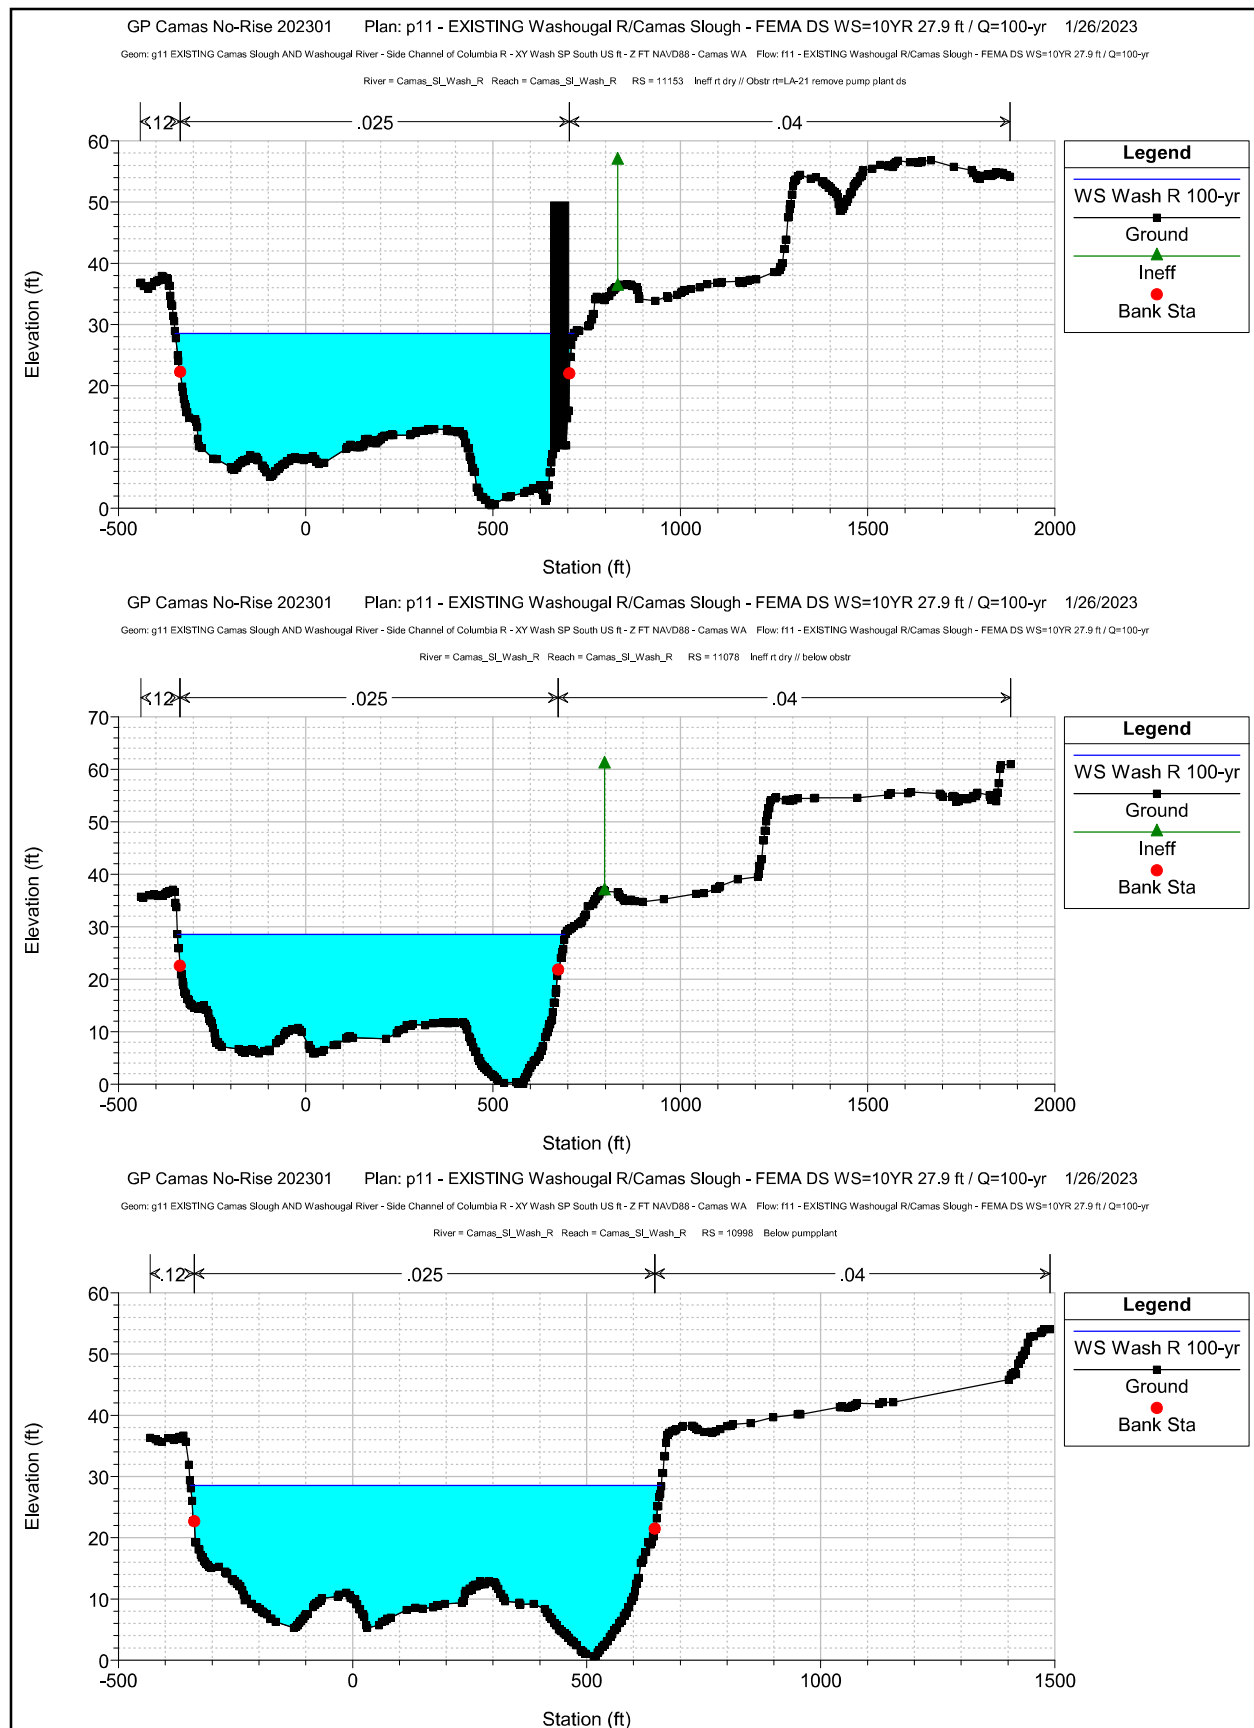 GP Camas No-Rise 202301 Plan: p11 - EXISTING Washougal R/Camas Slough - FEMA DS WS=10YR 27.9 ft / Q=100-yr 1/26/2023
Geom: g11 EXISTING Camas Slough AND Washougal River - Side Channel of Columbia R - XY Wash SP South US ft - Z FT NAVD88 - Camas WA Flow: f11 - EXISTING Washougal R/Camas Slough - FEMA DS WS=10YR 27.9 ft / Q=100-yr
River = Camas_Sl_Wash_R Reach = Camas_Sl_Wash_R RS = 11153 Ineff rt dry // Obstr rt=LA-21 remove pump plant ds
.12 .025 .04
60
50
40
30
20
10
0
Elevation (ft)
-500 0 500 1000 1500 2000
Station (ft)
Legend
WS Wash R 100-yr
Ground
Ineff
Bank Sta
GP Camas No-Rise 202301 Plan: p11 - EXISTING Washougal R/Camas Slough - FEMA DS WS=10YR 27.9 ft / Q=100-yr 1/26/2023
Geom: g11 EXISTING Camas Slough AND Washougal River - Side Channel of Columbia R - XY Wash SP South US ft - Z FT NAVD88 - Camas WA Flow: f11 - EXISTING Washougal R/Camas Slough - FEMA DS WS=10YR 27.9 ft / Q=100-yr
River = Camas_Sl_Wash_R Reach = Camas_Sl_Wash_R RS = 11078 Ineff rt dry // below obstr
.12 .025 .04
70
60
50
40
30
20
10
0
Elevation (ft)
-500 0 500 1000 1500 2000
Station (ft)
Legend
WS Wash R 100-yr
Ground
Ineff
Bank Sta
GP Camas No-Rise 202301 Plan: p11 - EXISTING Washougal R/Camas Slough - FEMA DS WS=10YR 27.9 ft / Q=100-yr 1/26/2023
Geom: g11 EXISTING Camas Slough AND Washougal River - Side Channel of Columbia R - XY Wash SP South US ft - Z FT NAVD88 - Camas WA Flow: f11 - EXISTING Washougal R/Camas Slough - FEMA DS WS=10YR 27.9 ft / Q=100-yr
River = Camas_Sl_Wash_R Reach = Camas_Sl_Wash_R RS = 10998 Below pumpplant
.12 .025 .04
60
50
40
30
20
10
0
Elevation (ft)
-500 0 500 1000 1500
Station (ft)
Legend
WS Wash R 100-yr
Ground
Bank Sta